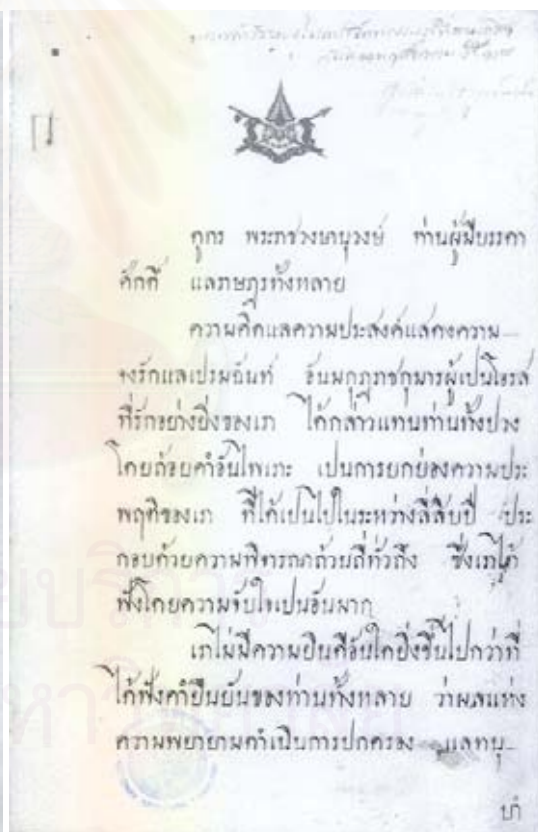 ดูกร พระราชวงษานุวงษ์ ท่านผู้มีบรรดา
ศักดิ์ แลราษฎรทั้งหลาย
ความคิดแลความประสงค์แสดงความ
จงรักแลเปรมฉันท์ อันมกุฎราชกุมารผู้เป็นโอรส
ที่รักอย่างยิ่งของเรา ได้กล่าวแทนท่านทั้งปวง
โดยถ้อยคำอันไพเราะ เป็นการยกย่องความประ
พฤติของเรา ที่ได้เป็นไปในระหว่างสี่สิบปี ประ
กอบด้วยความพิจารณาถ้วนถี่ทั่วถึง ซึ่งเราได้
ฟังโดยความจับใจเป็นอันมาก
เราไม่มีความยินดีอันใดยิ่งขึ้นไปกว่าที่
ได้ฟังคำยืนยันของท่านทั้งหลาย ว่าผลแห่ง
ความพยายามดำเนินการปกครอง แลทนุ
บำ